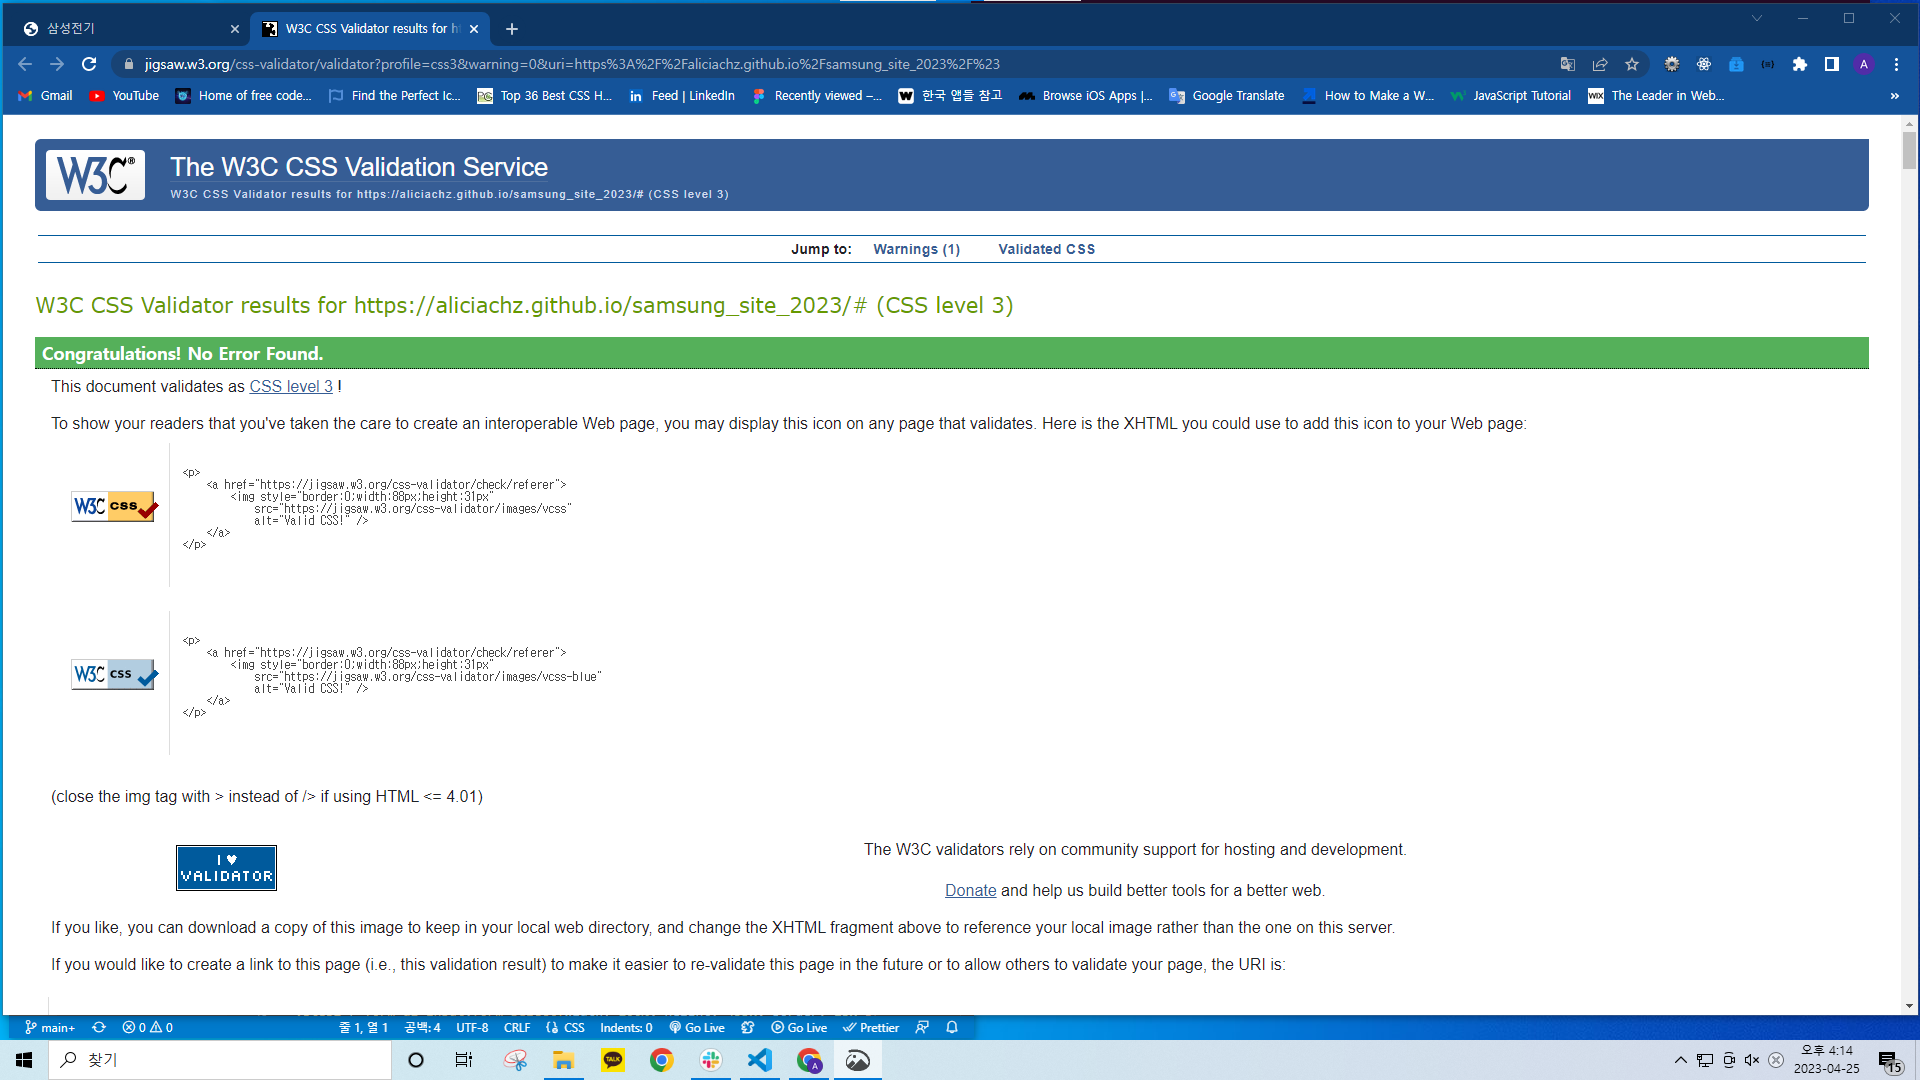 삼성전기
W3C CSS Validator results for h
jigsaw.w3.org/css-validator/validator?profile=css3&warning=0&uri=https%3A%2F%2Faliciachz.github.io%2Fsamsung_site_2023%2F%23
A
Gmail
YouTube
Home of free code...
Find the Perfect Ic...
Top 36 Best CSS H...
Feed | LinkedIn
Recently viewed –...
한국 앱들 참고
Browse iOS Apps |...
Google Translate
How to Make a W...
JavaScript Tutorial
WIX The Leader in Web...
»
W3C®
The W3C CSS Validation Service
W3C CSS Validator results for https://aliciachz.github.io/samsung_site_2023/# (CSS level 3)
Jump to: Warnings (1) Validated CSS
W3C CSS Validator results for https://aliciachz.github.io/samsung_site_2023/# (CSS level 3)
Congratulations! No Error Found.
This document validates as CSS level 3 !
To show your readers that you've taken the care to create an interoperable Web page, you may display this icon on any page that validates. Here is the XHTML you could use to add this icon to your Web page:
W3C css
<p>
<a href="https://jigsaw.w3.org/css-validator/check/referer">
<img style="border:0;width:88px;height:31px"
src="https://jigsaw.w3.org/css-validator/images/vcss"
alt="Valid CSS!" />
</a>
</p>
W3C css
<p>
<a href="https://jigsaw.w3.org/css-validator/check/referer">
<img style="border:0;width:88px;height:31px"
src="https://jigsaw.w3.org/css-validator/images/vcss-blue"
alt="Valid CSS!" />
</a>
</p>
(close the img tag with > instead of /> if using HTML <= 4.01)
I ♥
VALIDATOR
The W3C validators rely on community support for hosting and development.
Donate and help us build better tools for a better web.
If you like, you can download a copy of this image to keep in your local web directory, and change the XHTML fragment above to reference your local image rather than the one on this server.
If you would like to create a link to this page (i.e., this validation result) to make it easier to re-validate this page in the future or to allow others to validate your page, the URI is:
main+ 0 0 줄 1, 열 1 공백: 4 UTF-8 CRLF CSS Indents: 0 Go Live Go Live Prettier
찾기
TALK
A
오후 4:14
2023-04-25
15